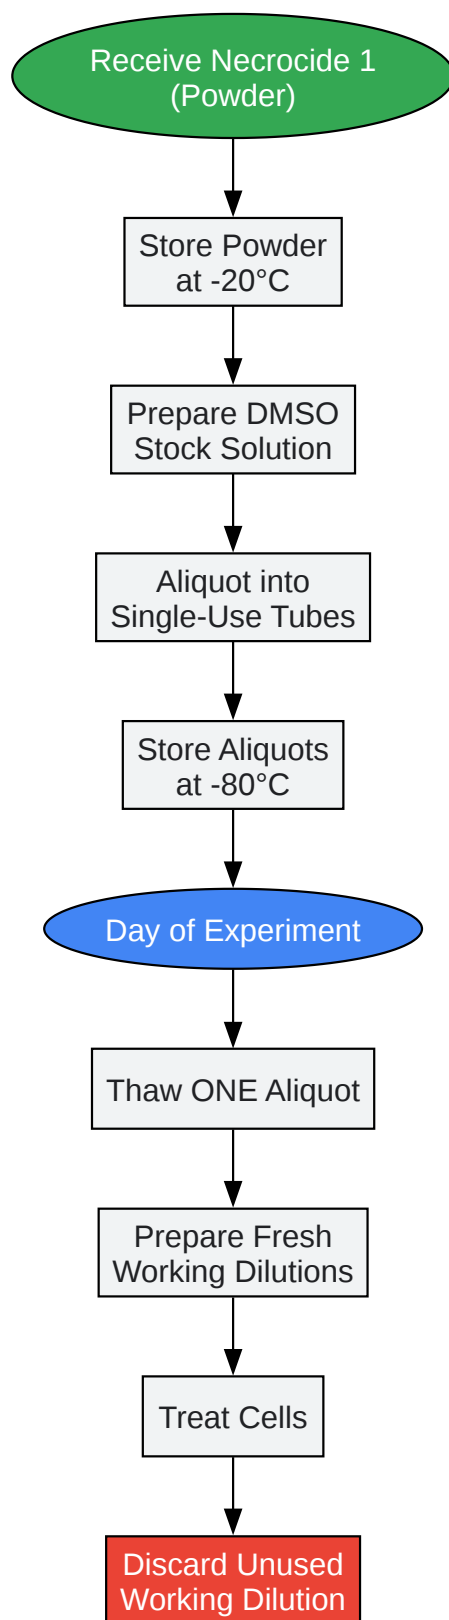 Receive Necrocide 1
(Powder)
Store Powder
at -20°C
Prepare DMSO
Stock Solution
Aliquot into
Single-Use Tubes
Store Aliquots
at -80°C
Day of Experiment
Thaw ONE Aliquot
Prepare Fresh
Working Dilutions
Treat Cells
Discard Unused
Working Dilution